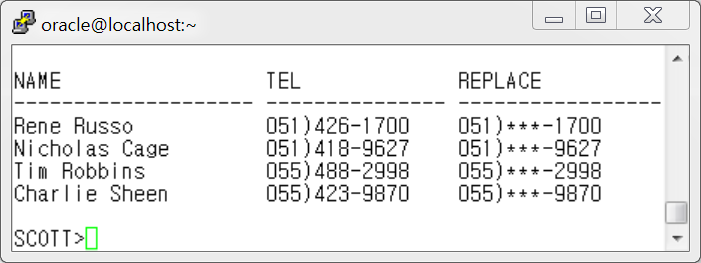 oracle@localhost:~
NAME TEL REPLACE
-------------------- --------------- -----------------
Rene Russo 051)426-1700 051)***-1700
Nicholas Cage 051)418-9627 051)***-9627
Tim Robbins 055)488-2998 055)***-2998
Charlie Sheen 055)423-9870 055)***-9870
SCOTT>